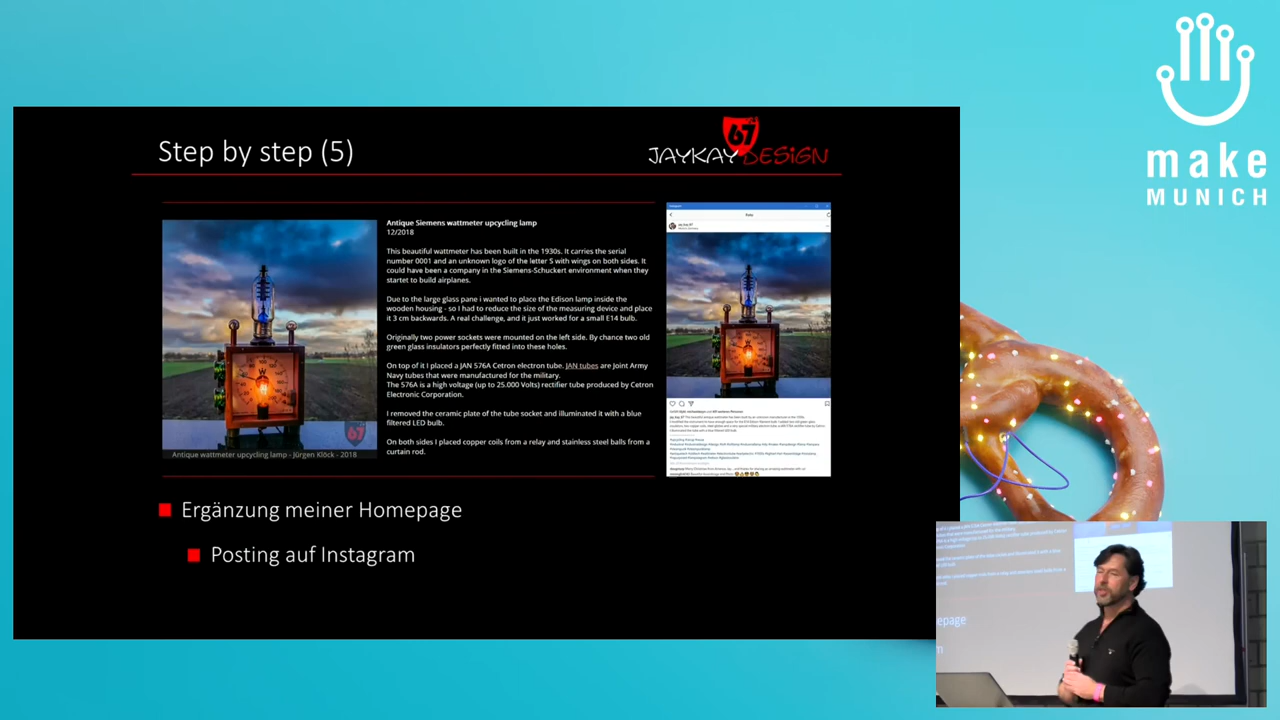 make
MUNICH
Step by step (5)
67
JAYKAY DESIGN
Antique Siemens wattmeter upcycling lamp
12/2018
This beautiful wattmeter has been built in the 1930s. It carries the serial
number 0001 and an unknown logo of the letter S with wings on both sides. It
could have been a company in the Siemens-Schuckert environment when they
startet to build airplanes.
Due to the large glass pane i wanted to place the Edison lamp inside the
wooden housing - so I had to reduce the size of the measuring device and place
it 3 cm backwards. A real challenge, and it just worked for a small E14 bulb.
Originally two power sockets were mounted on the left side. By chance two old
green glass insulators perfectly fitted into these holes.
On top of it I placed a JAN 576A Cetron electron tube. JAN tubes are Joint Army
Navy tubes that were manufactured for the military.
The 576A is a high voltage (up to 25.000 Volts) rectifier tube produced by Cetron
Electronic Corporation.
I removed the ceramic plate of the tube socket and illuminated it with a blue
filtered LED bulb.
On both sides I placed copper coils from a relay and stainless steel balls from a
curtain rod.
Antique wattmeter upcycling lamp - Jürgen Klöck - 2018
Ergänzung meiner Homepage
Posting auf Instagram
epage